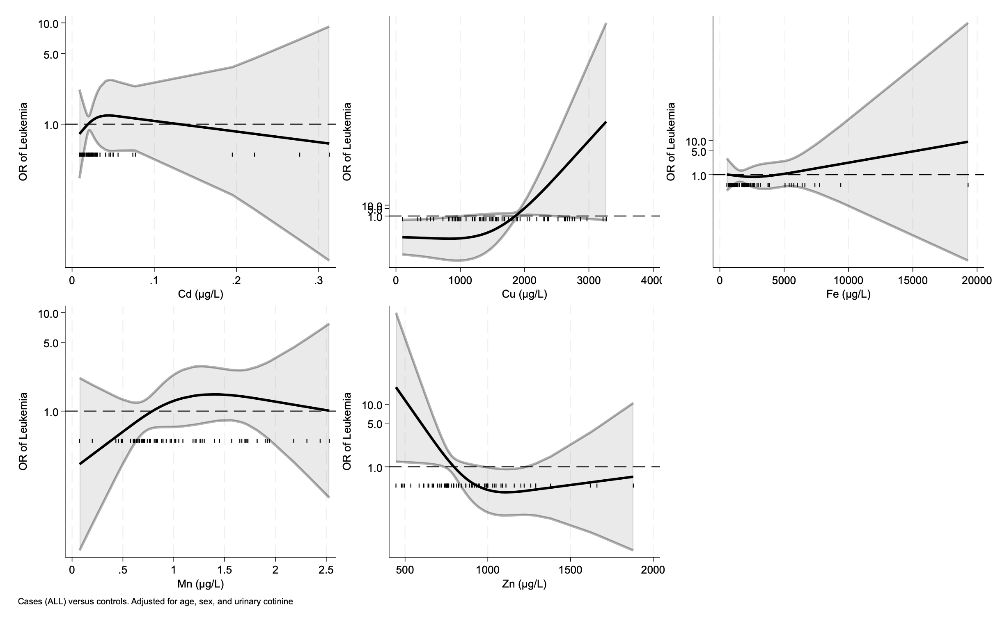 10.0
5.0
1.0
OR of Leukemia
0 .1 .2 .3
Cd (µg/L)
10.0
5.0
1.0
OR of Leukemia
0 1000 2000 3000 400
Cu (µg/L)
10.0
5.0
1.0
OR of Leukemia
0 5000 10000 15000 20000
Fe (µg/L)
10.0
5.0
1.0
OR of Leukemia
0 .5 1 1.5 2 2.5
Mn (µg/L)
10.0
5.0
1.0
OR of Leukemia
500 1000 1500 2000
Zn (µg/L)
Cases (ALL) versus controls. Adjusted for age, sex, and urinary cotinine